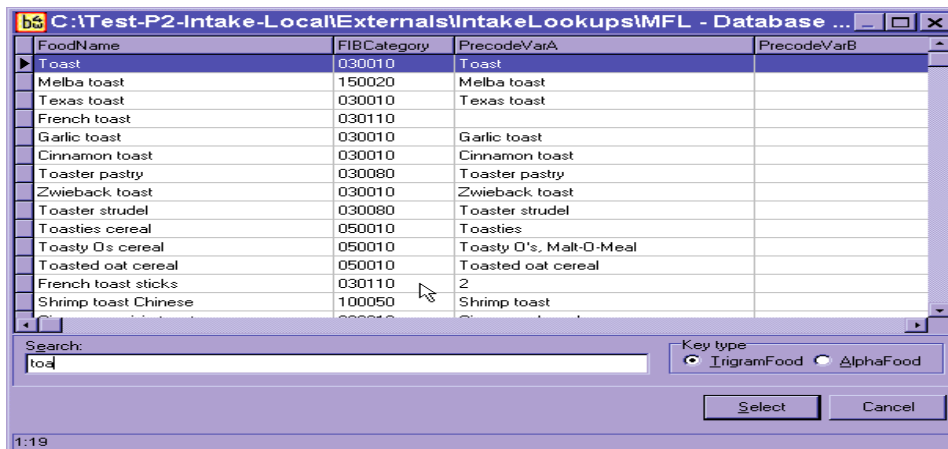 C:\Test-P2-Intake-Local\Externals\IntakeLookups\MFL - Database ...
FoodName FIBCategory PrecodeVarA PrecodeVarB
Toast 030010 Toast
Melba toast 150020 Toast
Texas toast 030010 Texas toast
French toast 030110
Garlic toast 030010 Garlic toast
Cinnamon toast 030010 Cinnamon toast
Toaster pastry 030080 Toaster pastry
Zwieback toast 030010 Zwieback toast
Toaster strudel 030080 Toaster strudel
Toasties cereal 050010 Toasties
Toasty Os cereal 050010 Toasty O's, Malt-O-Meal
Toasted oat cereal 050010 Toasted oat cereal
French toast sticks 030110 2
Shrimp toast Chinese 100050 Shrimp toast
Search:
toa
Key type
TrigramFood AlphaFood
Select Cancel
1:19